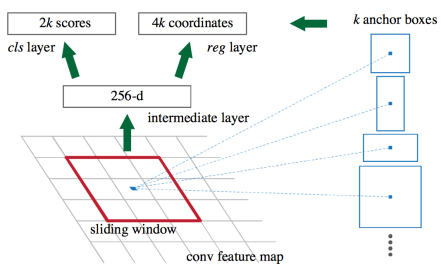 2k scores
4k coordinates
k anchor boxes
cls layer
reg layer
256-d
intermediate layer
sliding window
conv feature map